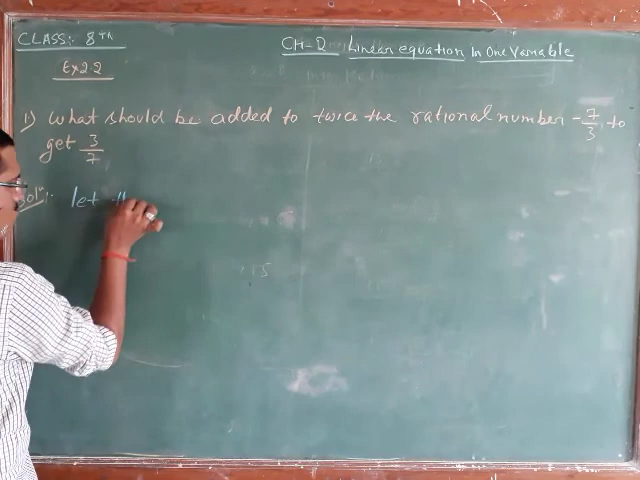 CLASS:- 8TH
CH-2 Linear equation in One Variable
Ex 2.2
1) What should be added to twice the rational number -7/3 to
get 3/7
Sol":- let th